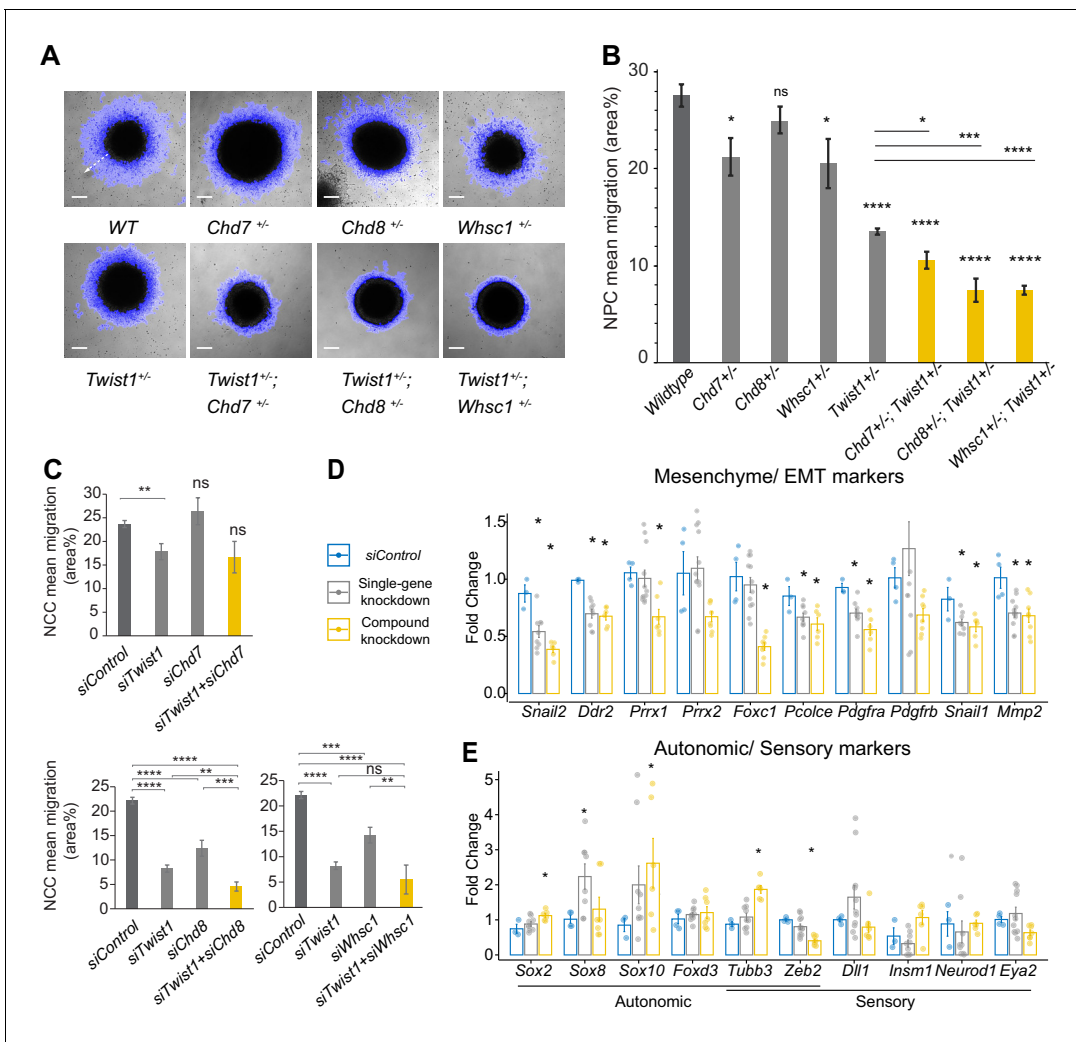 A
WT
Chd7 +/-
Chd8 +/-
Whsc1 +/-
Twist1+/-
Twist1+/-;
Chd7 +/-
Twist1+/-;
Chd8 +/-
Twist1+/-;
Whsc1 +/-
B
NPC mean migration (area%)
30
20
10
0
*
ns
*
****
****
****
****
*
***
****
Wildtype
Chd7+/-
Chd8+/-
Whsc1+/-
Twist1+/-
Chd7+/-; Twist1+/-
Chd8+/-; Twist1+/-
Whsc1+/-; Twist1+/-
C
NCC mean migration
(area%)
30
25
20
15
10
5
0
**
ns
ns
siControl
siTwist1
siChd7
siTwist1+siChd7
NCC mean migration
(area%)
25
20
15
10
5
0
****
**
****
***
****
siControl
siTwist1
siChd8
siTwist1+siChd8
25
20
15
10
5
0
***
****
ns
****
**
siControl
siTwist1
siWhsc1
siTwist1+siWhsc1
D
siControl
Single-gene
knockdown
Compound
knockdown
Mesenchyme/ EMT markers
Fold Change
1.5
1.0
0.5
0.0
* * * * * * * * * * * * * *
Snail2 Ddr2 Prrx1 Prrx2 Foxc1 Pcolce Pdgfra Pdgfrb Snail1 Mmp2
E
Autonomic/ Sensory markers
Fold Change
5
4
3
2
1
0
* * * * *
Sox2 Sox8 Sox10 Foxd3 Tubb3 Zeb2 Dll1 Insm1 Neurod1 Eya2
Autonomic
Sensory